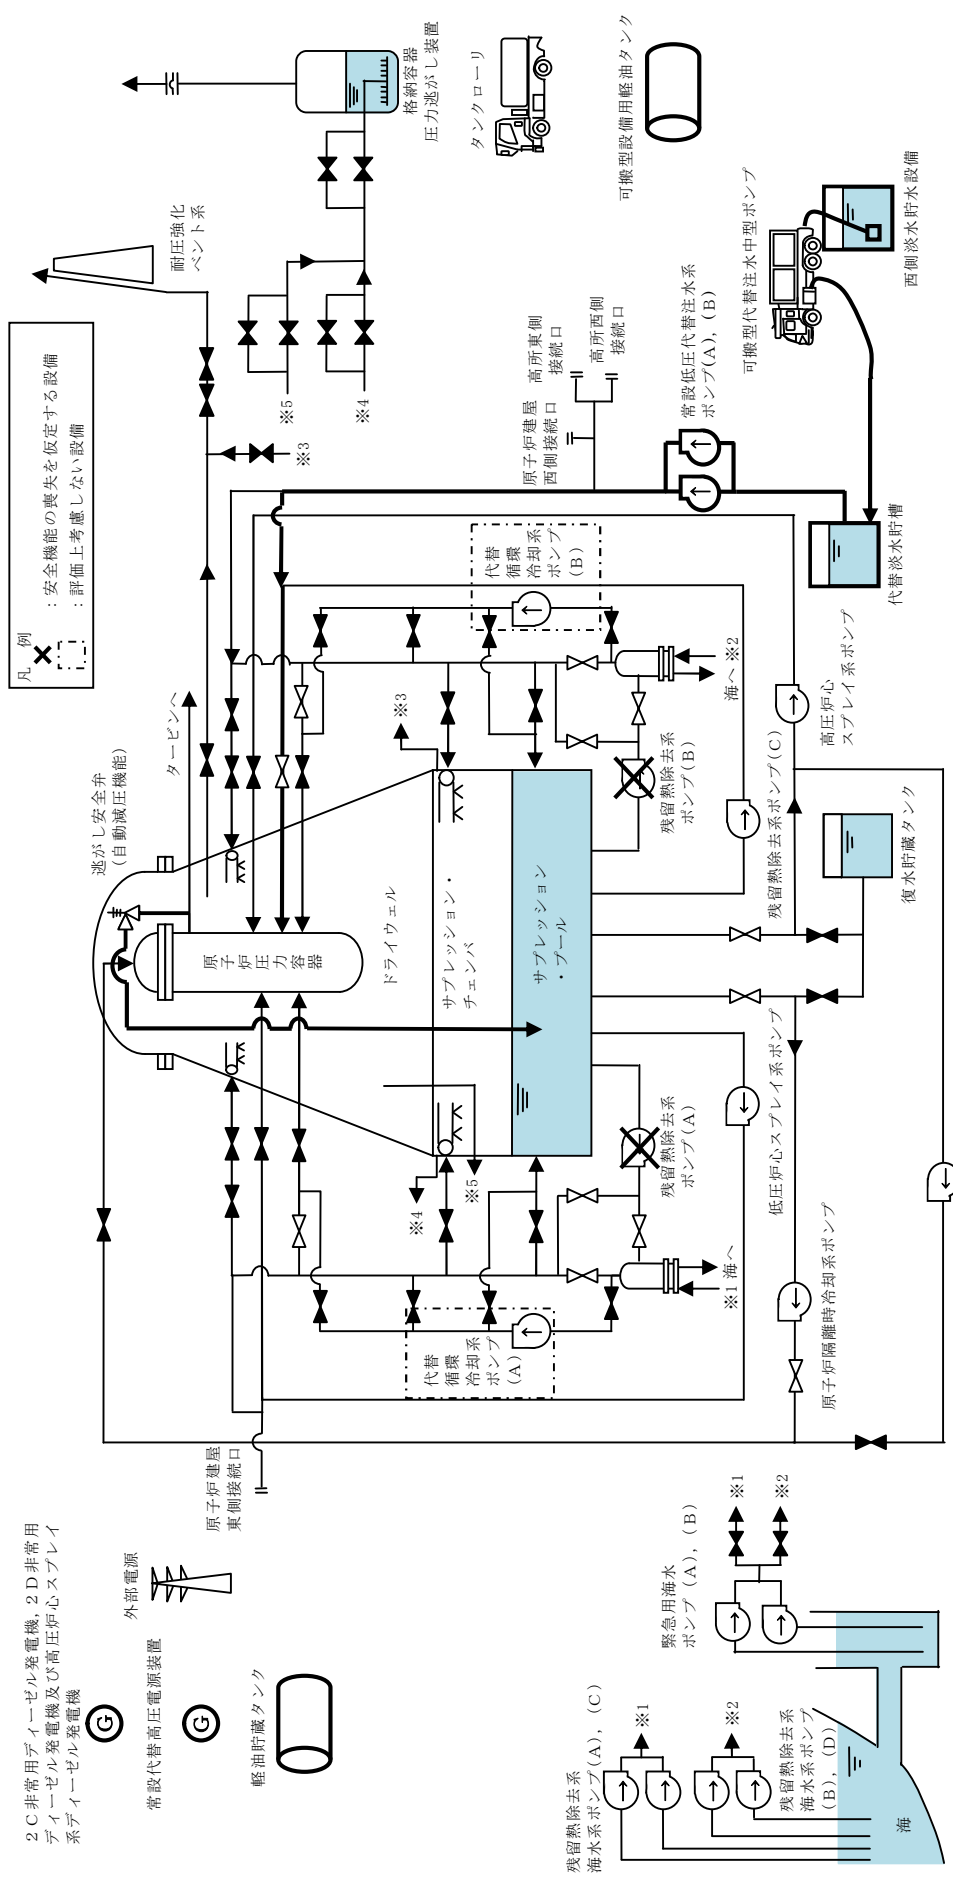 凡　例
：安全機能の喪失を仮定する設備
：評価上考慮しない設備
耐圧強化
ベント系
格納容器
圧力逃がし装置
タンクローリ
可搬型設備用軽油タンク
※5
※4
※3
高所東側
接続口
高所西側
接続口
原子炉建屋
西側接続口
常設低圧代替注水系
ポンプ(A)，(B)
可搬型代替注水中型ポンプ
西側淡水貯水設備
代替淡水貯槽
逃がし安全弁
(自動減圧機能)
タービンへ
※3
代替
循環
冷却系
ポンプ
(B)
海へ ※2
残留熱除去系
ポンプ(B)
高圧炉心
スプレイ系ポンプ
残留熱除去系ポンプ(C)
復水貯蔵タンク
原子炉圧力容器
ドライウェル
サプレッション・
チェンバ
サプレッション
・プール
※4
※5
残留熱除去系
ポンプ(A)
低圧炉心スプレイ系ポンプ
※1 海へ
原子炉隔離時冷却系ポンプ
代替
循環
冷却系
ポンプ
(A)
原子炉建屋
東側接続口
2C非常用ディーゼル発電機，2D非常用
ディーゼル発電機及び高圧炉心スプレイ
系ディーゼル発電機
G
外部電源
常設代替高圧電源装置
G
軽油貯蔵タンク
緊急用海水
ポンプ(A)，(B)
※1
※2
残留熱除去系
海水系ポンプ(A)，(C)
※1
※2
残留熱除去系
海水系ポンプ
(B)，(D)
海